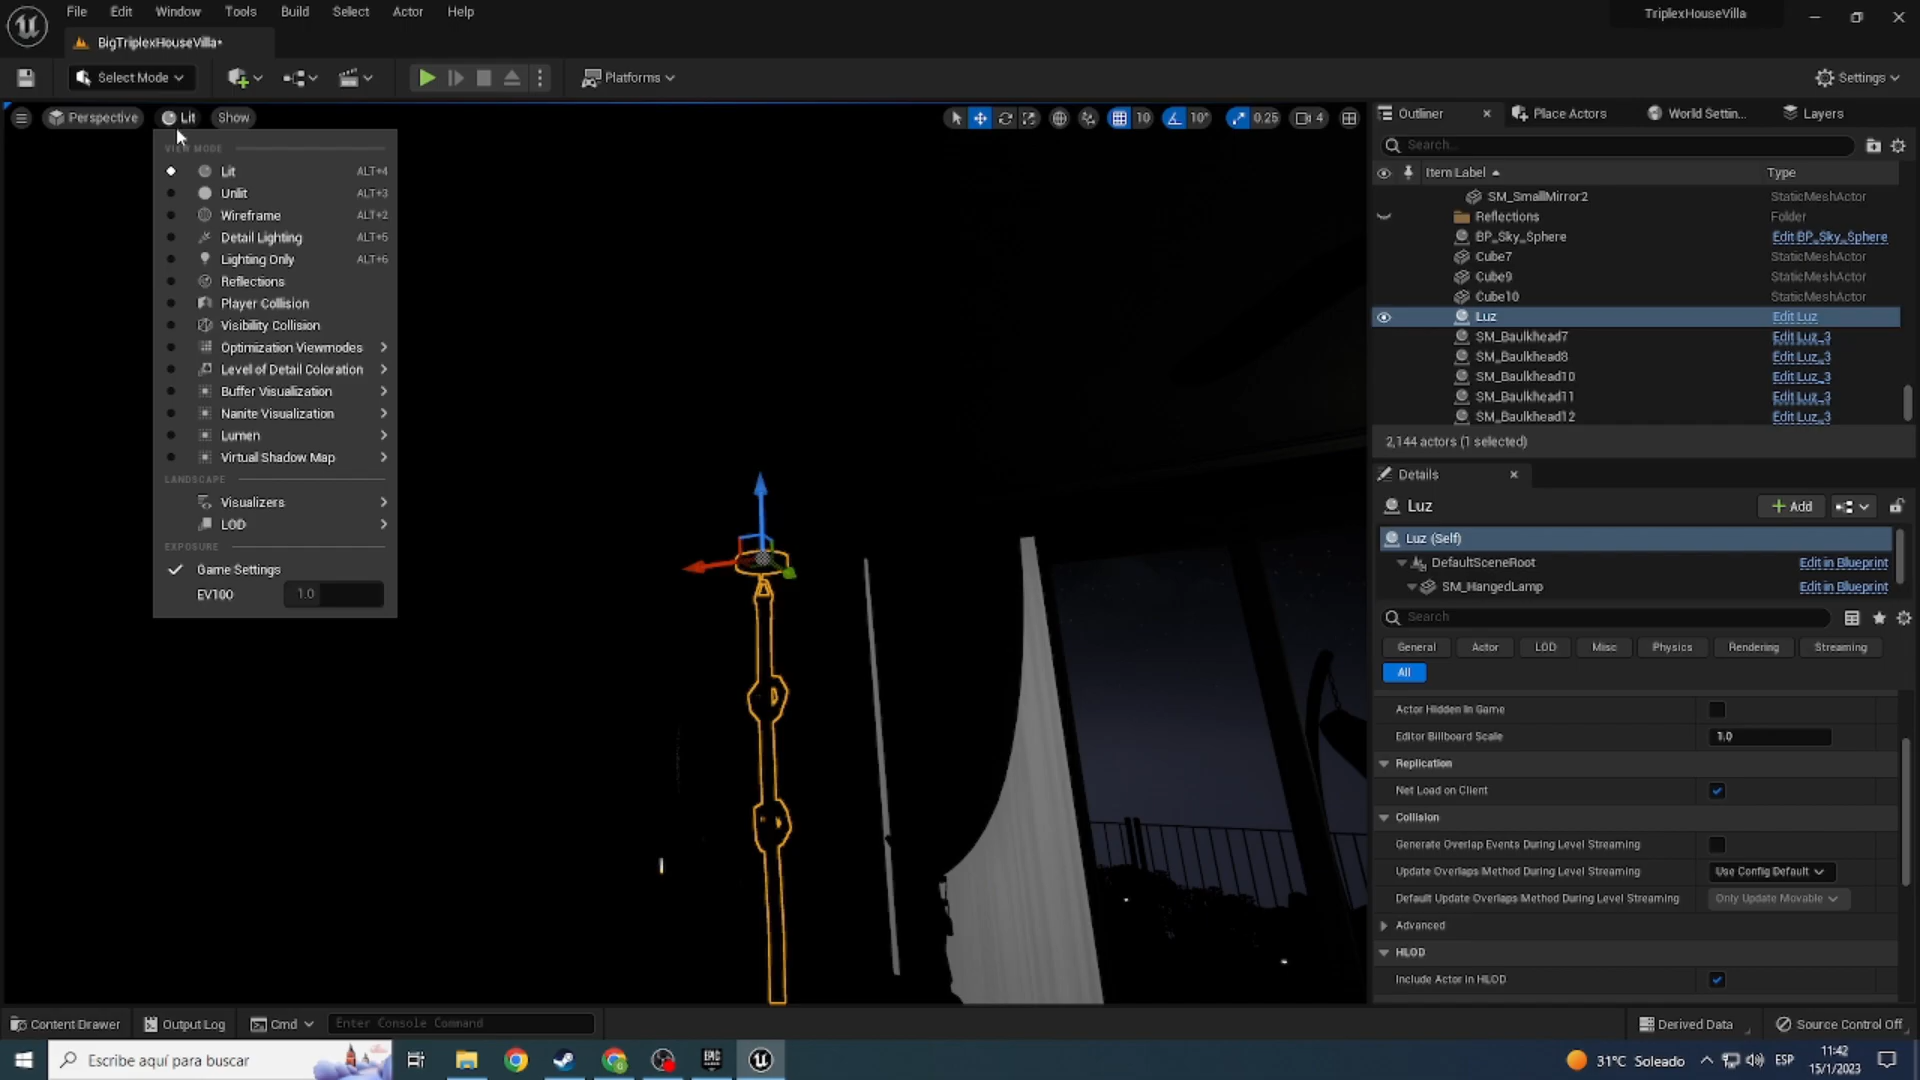 File Edit Window Tools Build Select Actor Help
TriplexHouseVilla
BigTriplexHouseVilla*
Select Mode
Platforms
Settings
Perspective Lit Show
10 10° 0.25 4
VIEW MODE
Lit ALT+4
Unlit ALT+3
Wireframe ALT+2
Detail Lighting ALT+5
Lighting Only ALT+6
Reflections
Player Collision
Visibility Collision
Optimization Viewmodes
Level of Detail Coloration
Buffer Visualization
Nanite Visualization
Lumen
Virtual Shadow Map
LANDSCAPE
Visualizers
LOD
EXPOSURE
Game Settings
EV100 1.0
Outliner Place Actors World Settin... Layers
Search...
Item Label Type
SM_SmallMirror2 StaticMeshActor
Reflections Folder
BP_Sky_Sphere Edit BP_Sky_Sphere
Cube7 StaticMeshActor
Cube9 StaticMeshActor
Cube10 StaticMeshActor
Luz Edit Luz
SM_Baulkhead7 Edit Luz_3
SM_Baulkhead8 Edit Luz_3
SM_Baulkhead10 Edit Luz_3
SM_Baulkhead11 Edit Luz_3
SM_Baulkhead12 Edit Luz_3
2,144 actors (1 selected)
Details
Luz Add
Luz (Self)
DefaultSceneRoot Edit in Blueprint
SM_HangedLamp Edit in Blueprint
Search
General Actor LOD Misc Physics Rendering Streaming
All
Actor Hidden In Game
Editor Billboard Scale 1.0
Replication
Net Load on Client
Collision
Generate Overlap Events During Level Streaming
Update Overlaps Method During Level Streaming Use Config Default
Default Update Overlaps Method During Level Streaming Only Update Movable
Advanced
HLOD
Include Actor in HLOD
Content Drawer Output Log Cmd Enter Console Command
Derived Data Source Control Off
Escribe aquí para buscar
EPIC
31°C Soleado ESP
11:42
15/1/2023